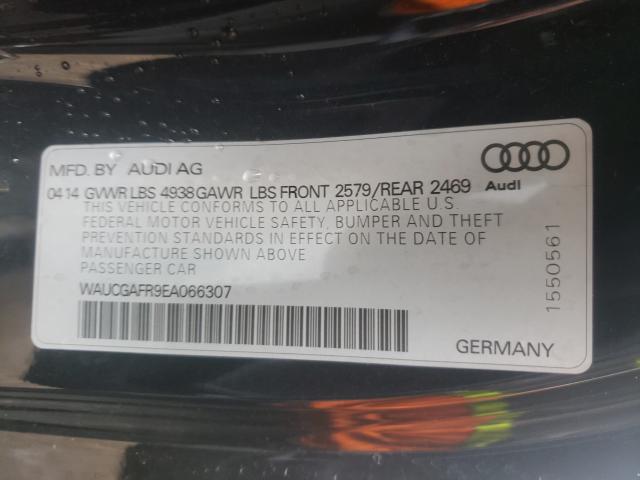 MFD. BY AUDI AG
0414 GVWR LBS 4938 GAWR LBS FRONT 2579/REAR 2469
Audi
THIS VEHICLE CONFORMS TO ALL APPLICABLE U.S.
FEDERAL MOTOR VEHICLE SAFETY, BUMPER AND THEFT
PREVENTION STANDARDS IN EFFECT ON THE DATE OF
MANUFACTURE SHOWN ABOVE
PASSENGER CAR
WAUCGAFR9EA066307
1550561
GERMANY